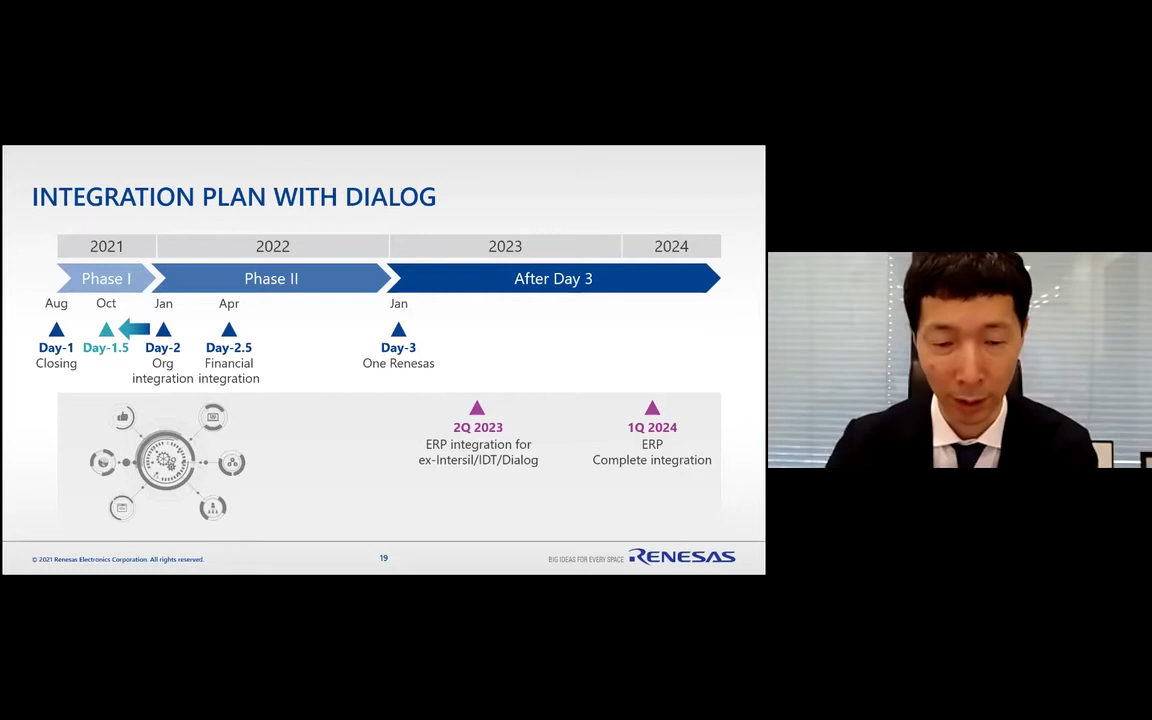 INTEGRATION PLAN WITH DIALOG
2021 2022 2023 2024
Phase I Phase II After Day 3
Aug Oct Jan Apr Jan
Day-1 Day-1.5 Day-2 Day-2.5 Day-3
Closing Org Financial One Renesas
integration integration
2Q 2023 1Q 2024
ERP integration for ERP
ex-Intersil/IDT/Dialog Complete integration
© 2021 Renesas Electronics Corporation. All rights reserved. 19 BIG IDEAS FOR EVERY SPACE RENESAS